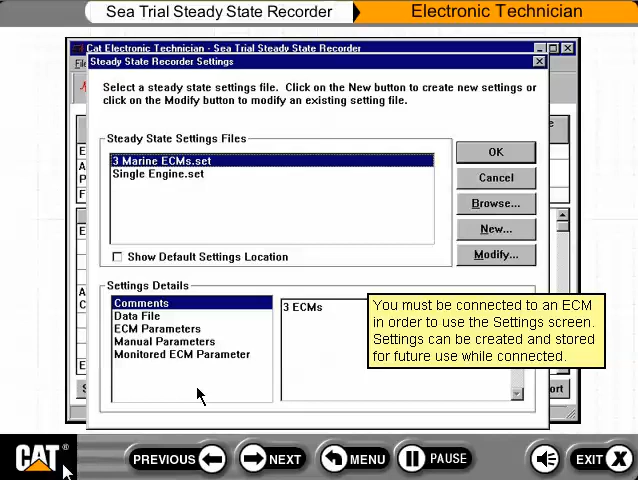 Sea Trial Steady State Recorder
Electronic Technician
Cat Electronic Technician - Sea Trial Steady State Recorder
Steady State Recorder Settings
Select a steady state settings file. Click on the New button to create new settings or
click on the Modify button to modify an existing setting file.
Steady State Settings Files
3 Marine ECMs.set
Single Engine.set
Show Default Settings Location
OK
Cancel
Browse...
New...
Modify...
Settings Details
Comments
Data File
ECM Parameters
Manual Parameters
Monitored ECM Parameter
3 ECMs
You must be connected to an ECM
in order to use the Settings screen.
Settings can be created and stored
for future use while connected.
CAT®
PREVIOUS
NEXT
MENU
PAUSE
EXIT